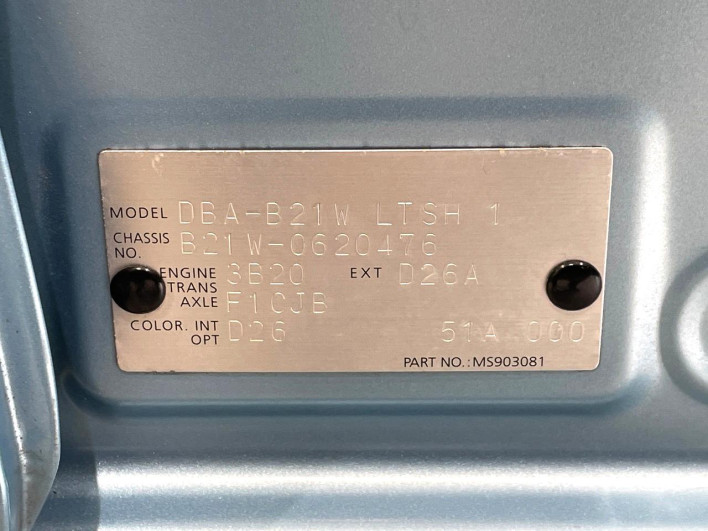 MODEL DBA-B21W LTSH 1
CHASSIS NO. B21W-0620476
ENGINE 3B20 EXT D26A
TRANS AXLE F1CJB
COLOR. INT OPT D26 51A 000
PART NO.: MS903081